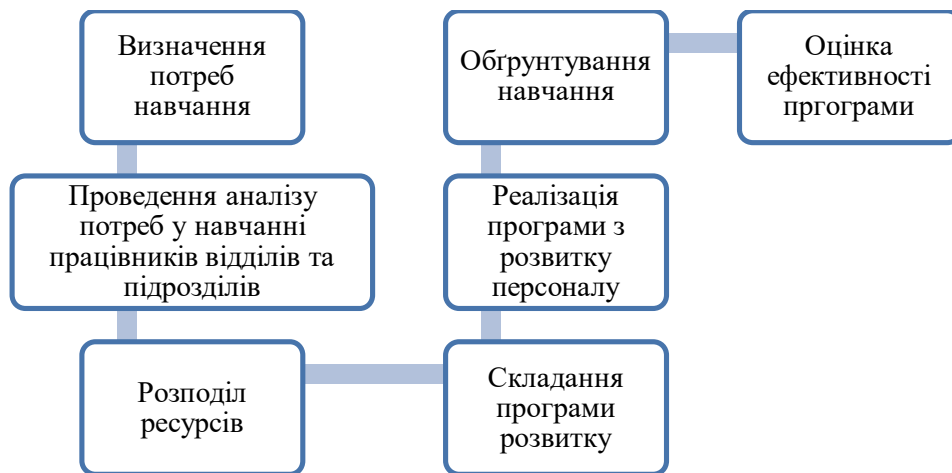 Визначення
потреб
навчання
Проведення аналізу
потреб у навчанні
працівників відділів та
підрозділів
Розподіл
ресурсів
Складання
програми
розвитку
Реалізація
програми з
розвитку
персоналу
Обґрунтування
навчання
Оцінка
ефективності
пргограми